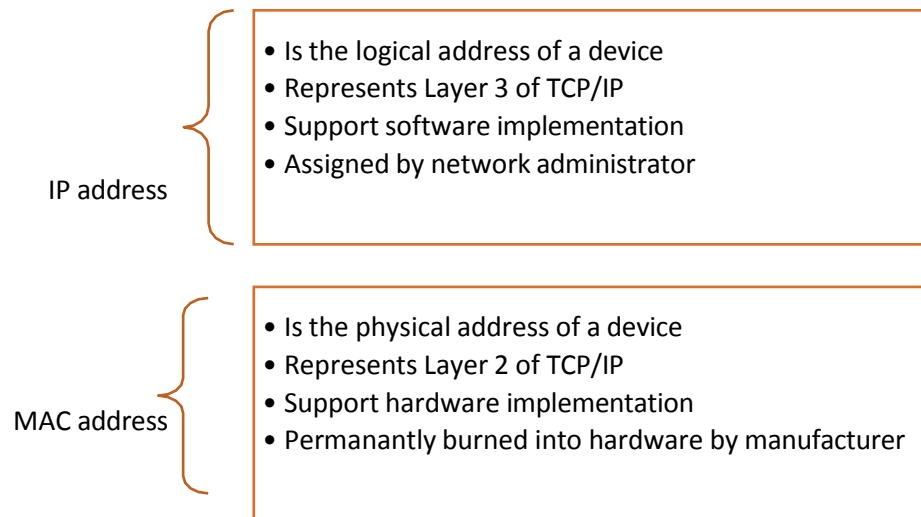 IP address
• Is the logical address of a device
• Represents Layer 3 of TCP/IP
• Support software implementation
• Assigned by network administrator
MAC address
• Is the physical address of a device
• Represents Layer 2 of TCP/IP
• Support hardware implementation
• Permanantly burned into hardware by manufacturer